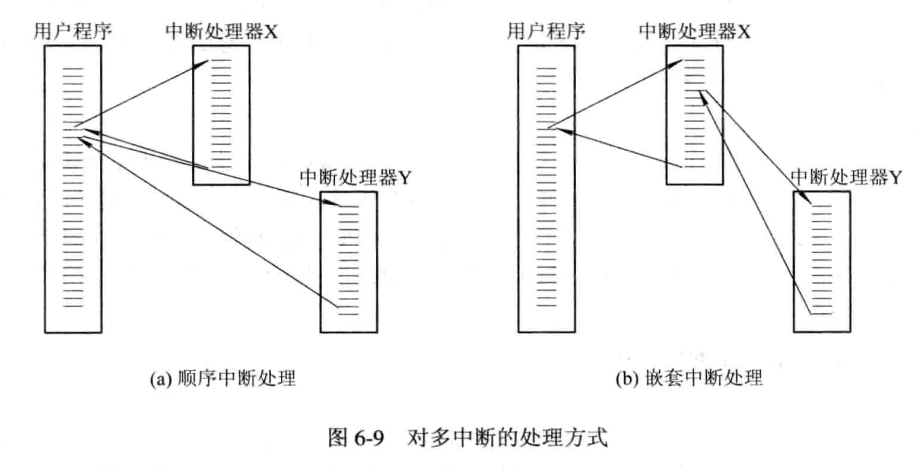 用户程序
中断处理器X
中断处理器Y
(a) 顺序中断处理
用户程序
中断处理器X
中断处理器Y
(b) 嵌套中断处理
图 6-9 对多中断的处理方式